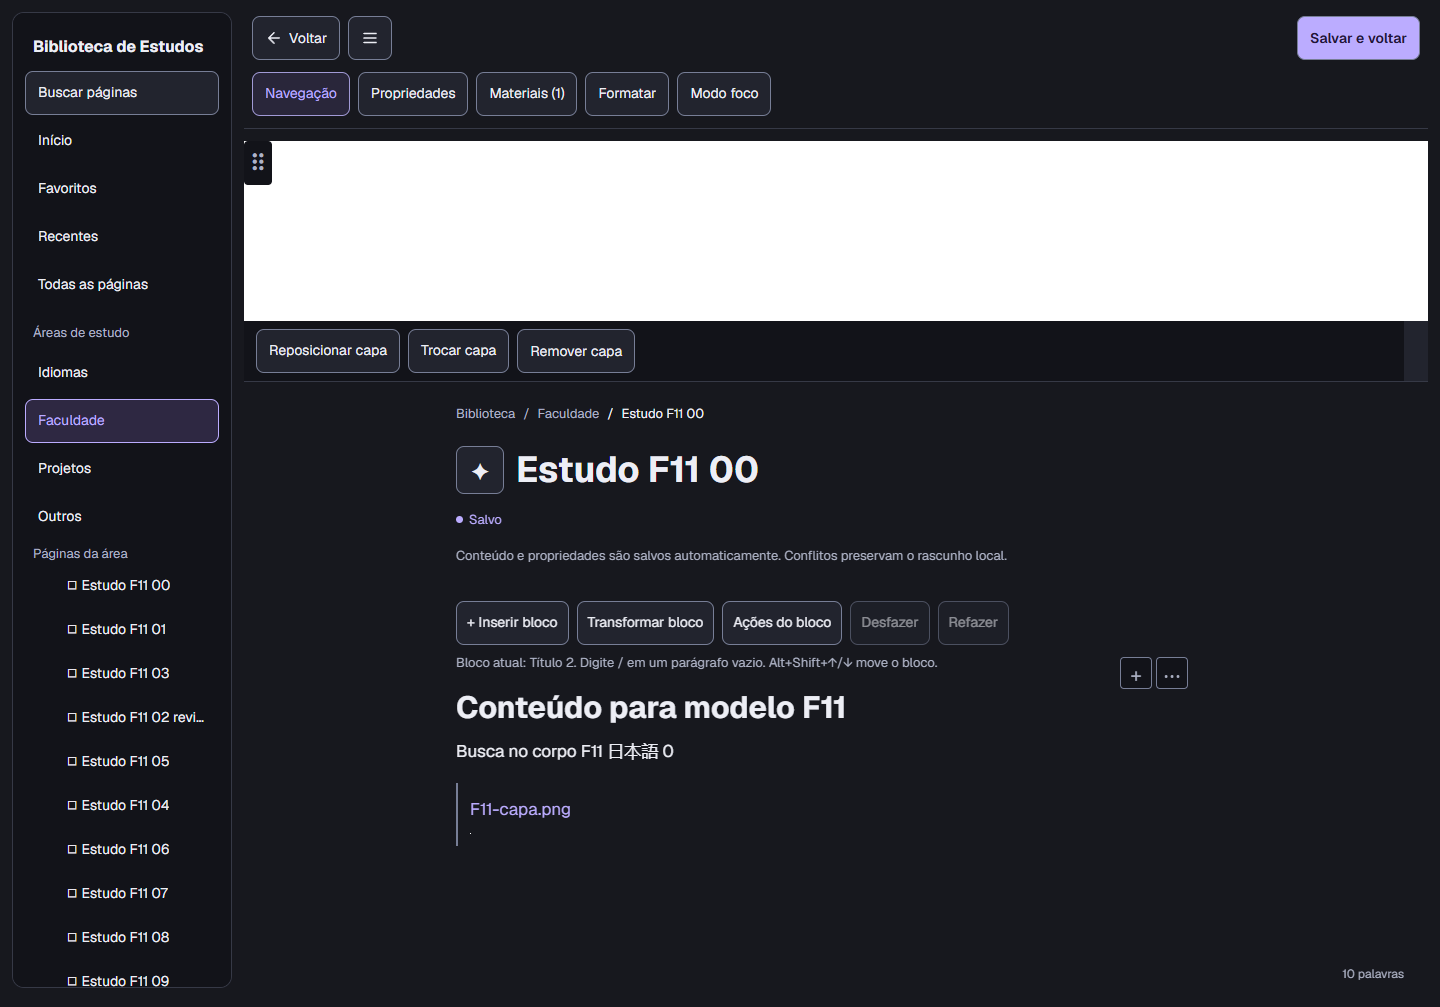 Biblioteca de Estudos
Buscar páginas
Início
Favoritos
Recentes
Todas as páginas
Áreas de estudo
Idiomas
Faculdade
Projetos
Outros
Páginas da área
Estudo F11 00
Estudo F11 01
Estudo F11 03
Estudo F11 02 revi...
Estudo F11 05
Estudo F11 04
Estudo F11 06
Estudo F11 07
Estudo F11 08
Estudo F11 09
Voltar
Salvar e voltar
Navegação
Propriedades
Materiais (1)
Formatar
Modo foco
Reposicionar capa
Trocar capa
Remover capa
Biblioteca / Faculdade / Estudo F11 00
Estudo F11 00
Salvo
Conteúdo e propriedades são salvos automaticamente. Conflitos preservam o rascunho local.
+ Inserir bloco
Transformar bloco
Ações do bloco
Desfazer
Refazer
Bloco atual: Título 2. Digite / em um parágrafo vazio. Alt+Shift+↑/↓ move o bloco.
+ ...
Conteúdo para modelo F11
Busca no corpo F11 日本語 0
F11-capa.png
10 palavras